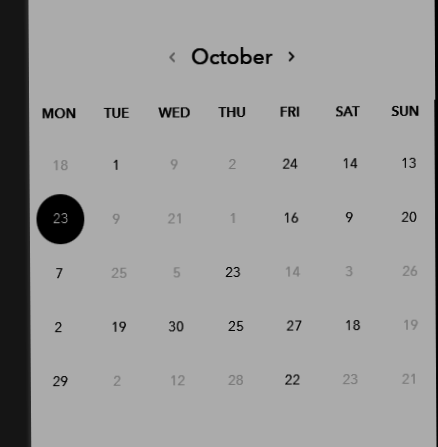 ‹ October ›
MON TUE WED THU FRI SAT SUN
18 1 9 2 24 14 13
23 9 21 1 16 9 20
7 25 5 23 14 3 26
2 19 30 25 27 18 19
29 2 12 28 22 23 21